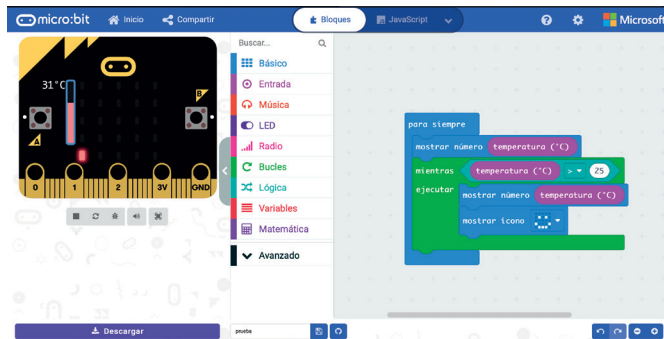 micro:bit Inicio Compartir Bloques JavaScript Microsoft
Buscar...
Básico
Entrada
Música
LED
Radio
Bucles
Lógica
Variables
Matemática
Avanzado
31°C
B
A
0 1 2 3V GND
para siempre
mostrar número temperatura (°C)
mientras temperatura (°C) > 25
ejecutar mostrar número temperatura (°C)
mostrar ícono
Descargar
prueba